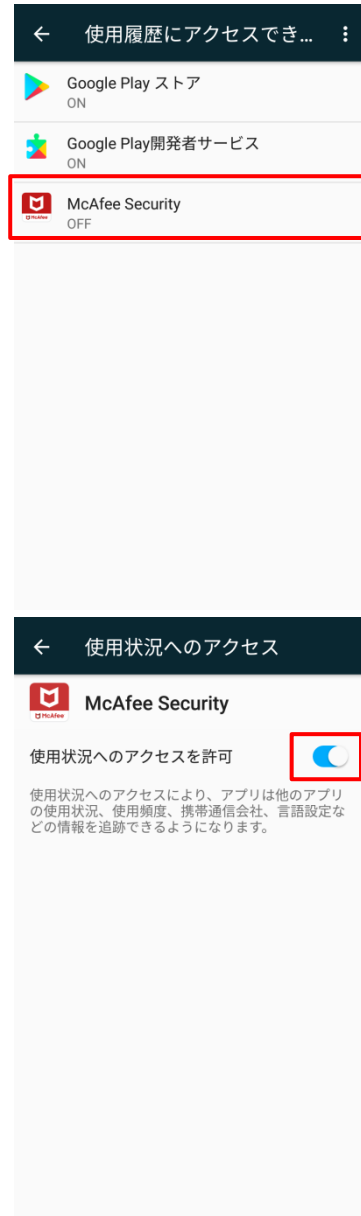 使用履歴にアクセスでき...
Google Play ストア
ON
Google Play開発者サービス
ON
McAfee
McAfee Security
OFF
使用状況へのアクセス
McAfee
McAfee Security
使用状況へのアクセスを許可
使用状況へのアクセスにより、アプリは他のアプリ
の使用状況、使用頻度、携帯通信会社、言語設定な
どの情報を追跡できるようになります。